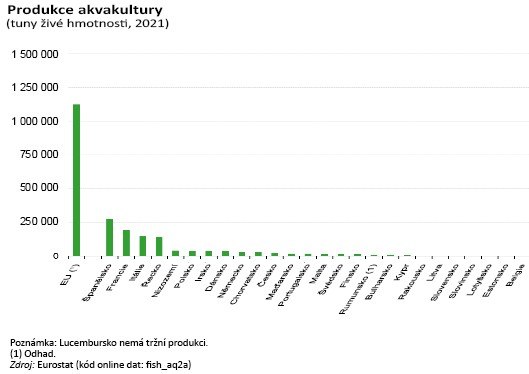 Produkce akvakultury
(tuny živé hmotnosti, 2021)
1 500 000
1 250 000
1 000 000
750 000
500 000
250 000
0
EU (¹)
Španělsko
Francie
Itálie
Řecko
Nizozemí
Polsko
Irsko
Dánsko
Německo
Chorvatsko
Česko
Maďarsko
Portugalsko
Malta
Švédsko
Finsko
Rumunsko (1)
Bulharsko
Kypr
Rakousko
Litva
Slovensko
Slovinsko
Lotyšsko
Estonsko
Belgie
Poznámka: Lucembursko nemá tržní produkci.
(1) Odhad.
Zdroj: Eurostat (kód online dat: fish_aq2a)